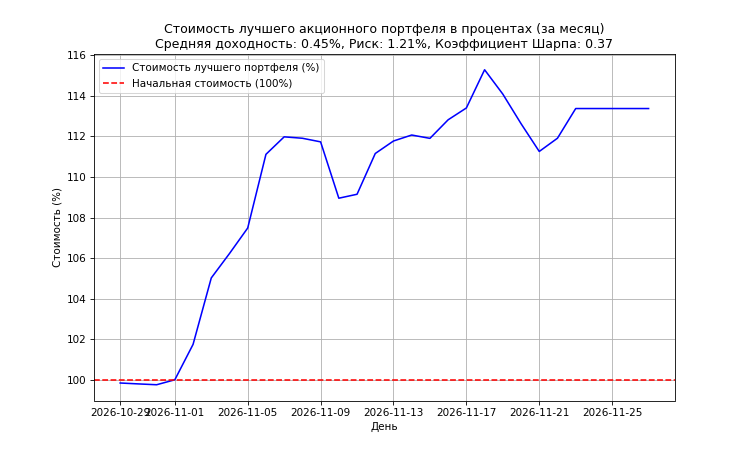 Стоимость лучшего акционного портфеля в процентах (за месяц)
Средняя доходность: 0.45%, Риск: 1.21%, Коэффициент Шарпа: 0.37
Стоимость лучшего портфеля (%)
Начальная стоимость (100%)
Стоимость (%)
116
114
112
110
108
106
104
102
100
2026-10-29 2026-11-01 2026-11-05 2026-11-09 2026-11-13 2026-11-17 2026-11-21 2026-11-25
День